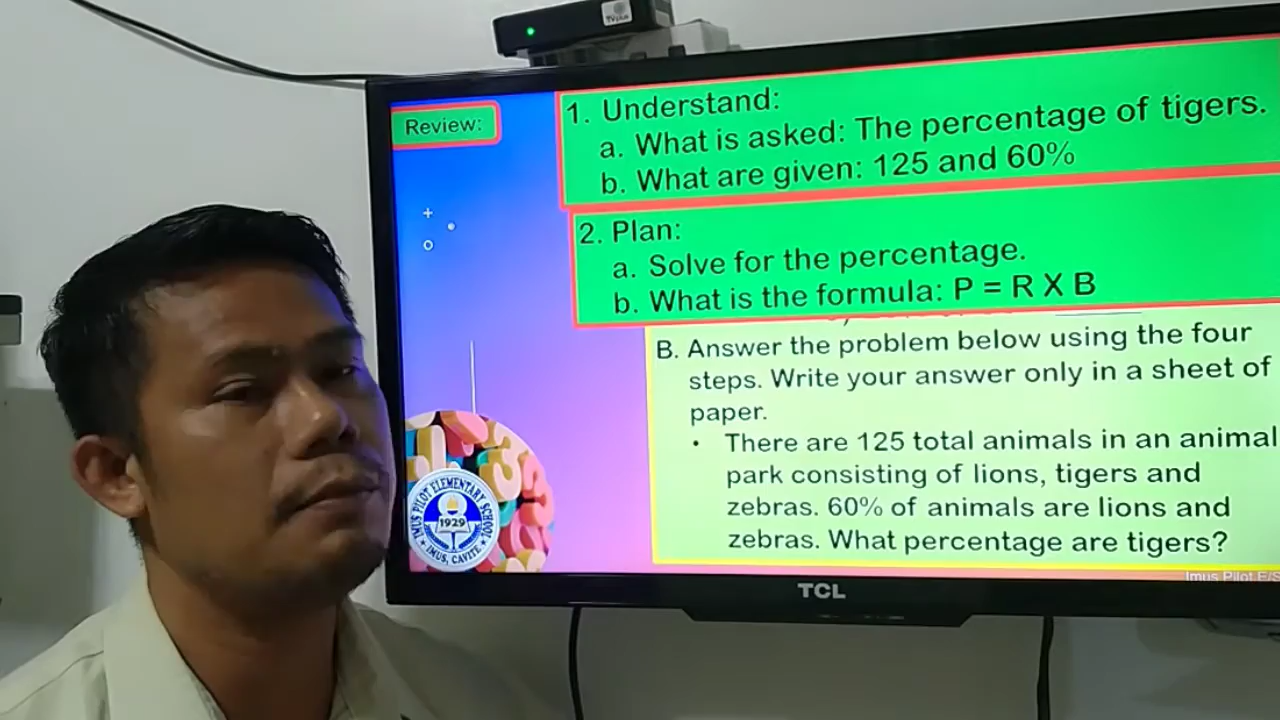 TVplus
Review:
1. Understand:
a. What is asked: The percentage of tigers.
b. What are given: 125 and 60%
2. Plan:
a. Solve for the percentage.
b. What is the formula: P = R X B
B. Answer the problem below using the four
steps. Write your answer only in a sheet of
paper.
• There are 125 total animals in an animal
park consisting of lions, tigers and
zebras. 60% of animals are lions and
zebras. What percentage are tigers?
IMUS PILOT ELEMENTARY SCHOOL
1929
IMUS, CAVITE
Imus Pilot E/S
TCL